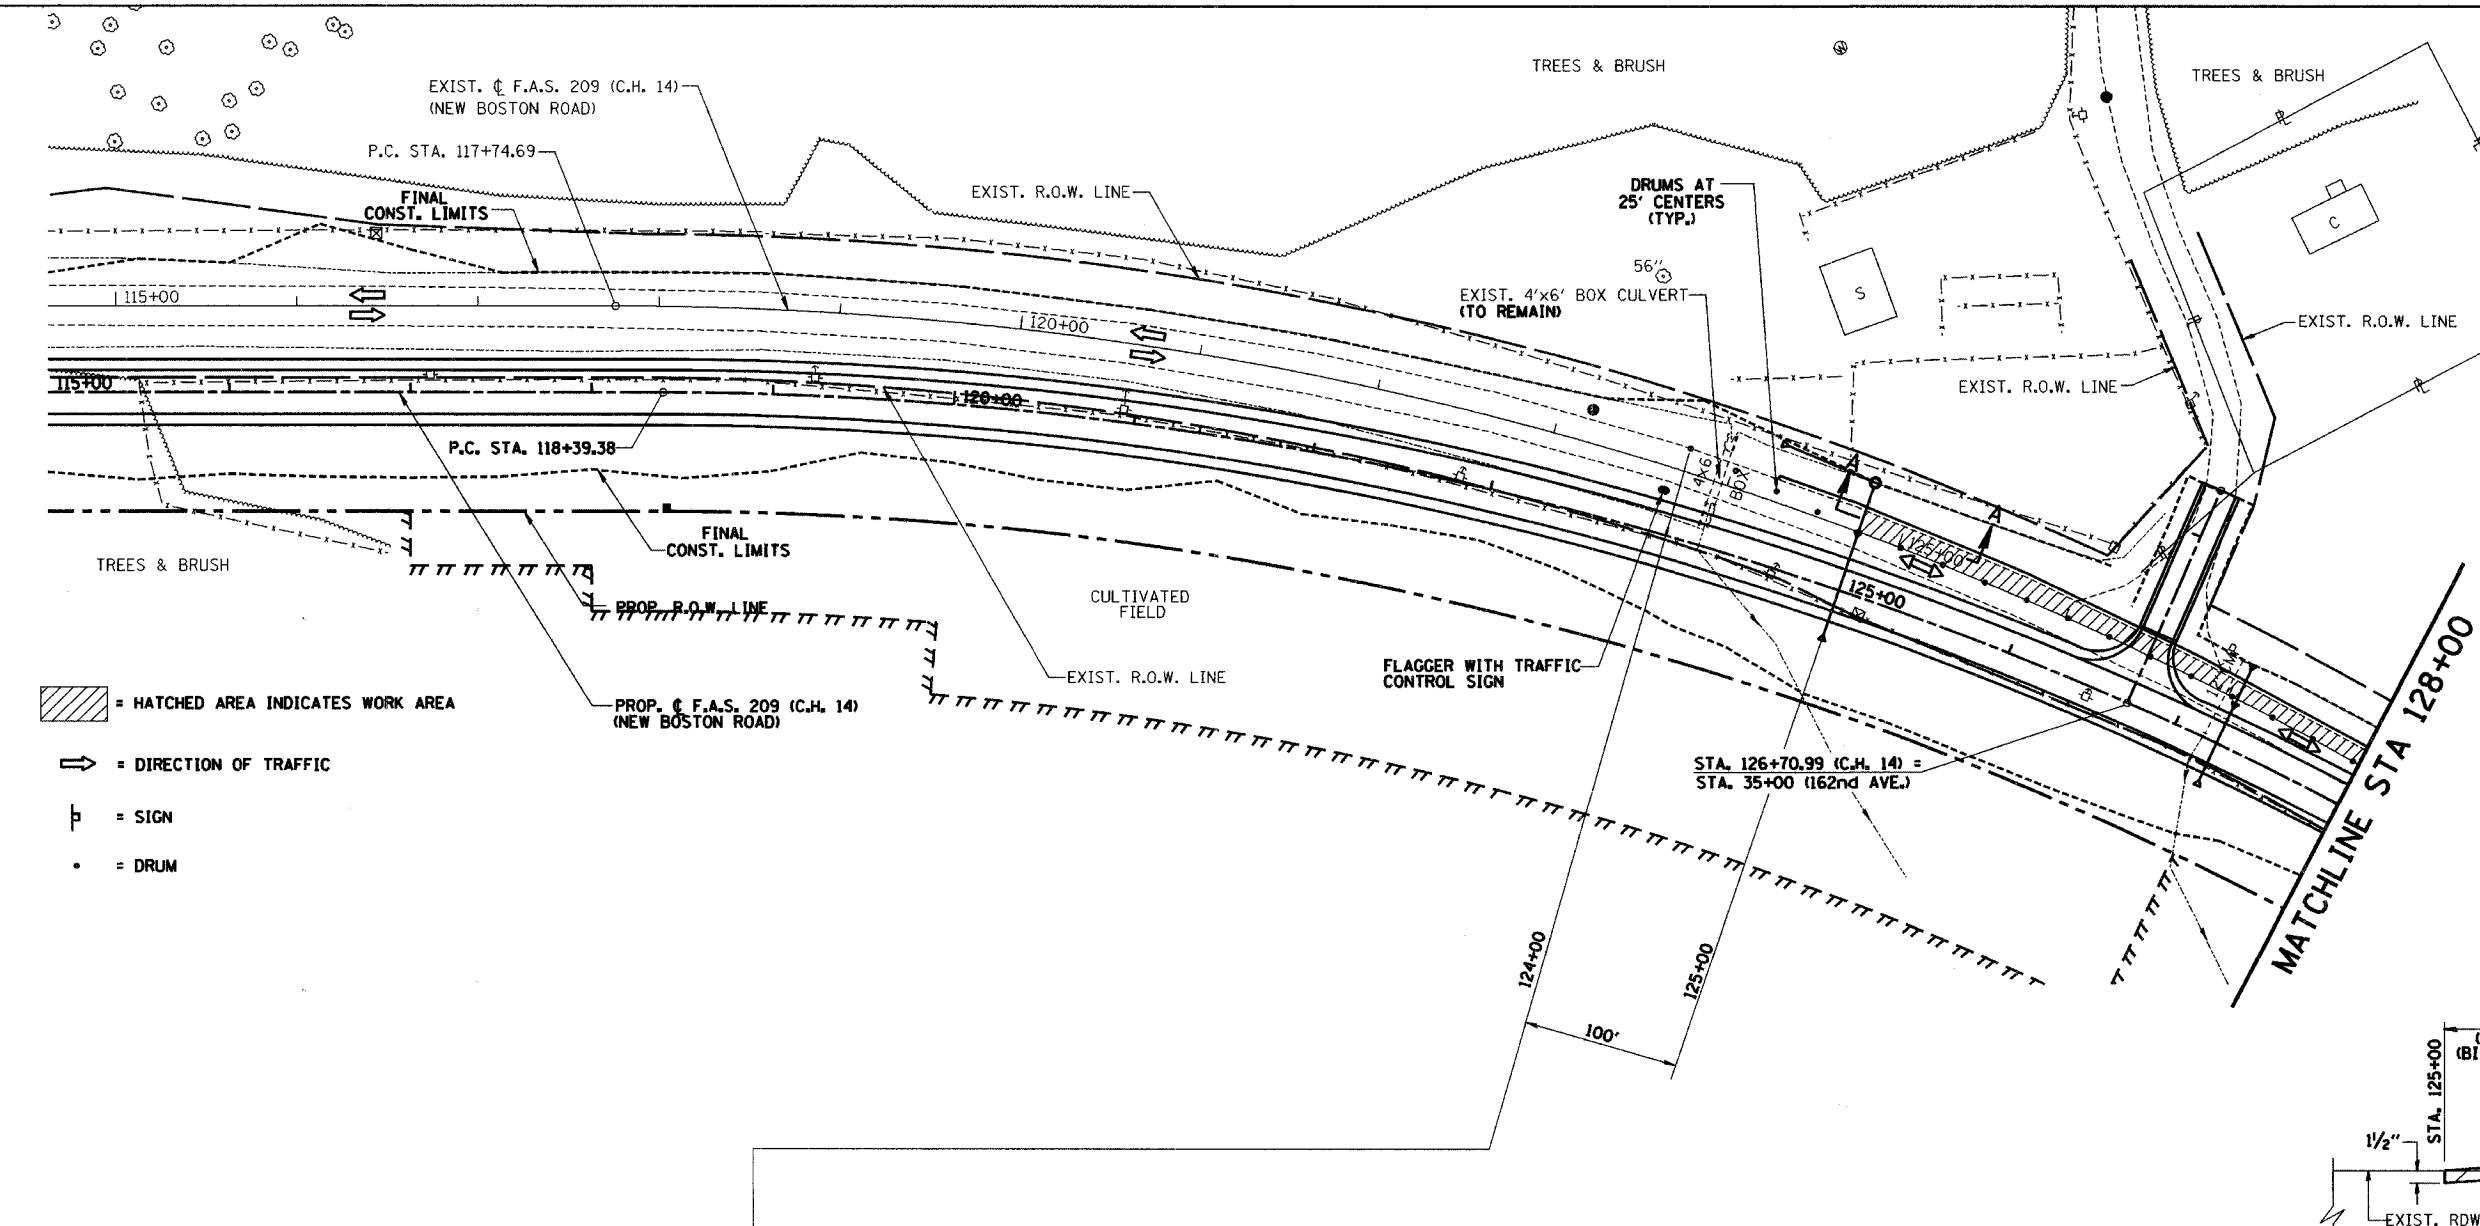 TREES & BRUSH
TREES & BRUSH
EXIST. ℄ F.A.S. 209 (C.H. 14)
(NEW BOSTON ROAD)
P.C. STA. 117+74.69
FINAL
CONST. LIMITS
EXIST. R.O.W. LINE
DRUMS AT
25' CENTERS
(TYP.)
C
56"
S
EXIST. 4'x6' BOX CULVERT
(TO REMAIN)
115+00
120+00
EXIST. R.O.W. LINE
EXIST. R.O.W. LINE
115+00
120+00
P.C. STA. 118+39.38
4'x6'
BOX
A
A
125+00
125+00
FINAL
CONST. LIMITS
TREES & BRUSH
PROP. R.O.W. LINE
CULTIVATED
FIELD
FLAGGER WITH TRAFFIC
CONTROL SIGN
EXIST. R.O.W. LINE
= HATCHED AREA INDICATES WORK AREA
PROP. ℄ F.A.S. 209 (C.H. 14)
(NEW BOSTON ROAD)
= DIRECTION OF TRAFFIC
STA. 126+70.99 (C.H. 14) =
STA. 35+00 (162nd AVE.)
= SIGN
= DRUM
MATCHLINE STA 128+00
124+00
125+00
100'
STA. 125+00
(BI
1½"
EXIST. RDW